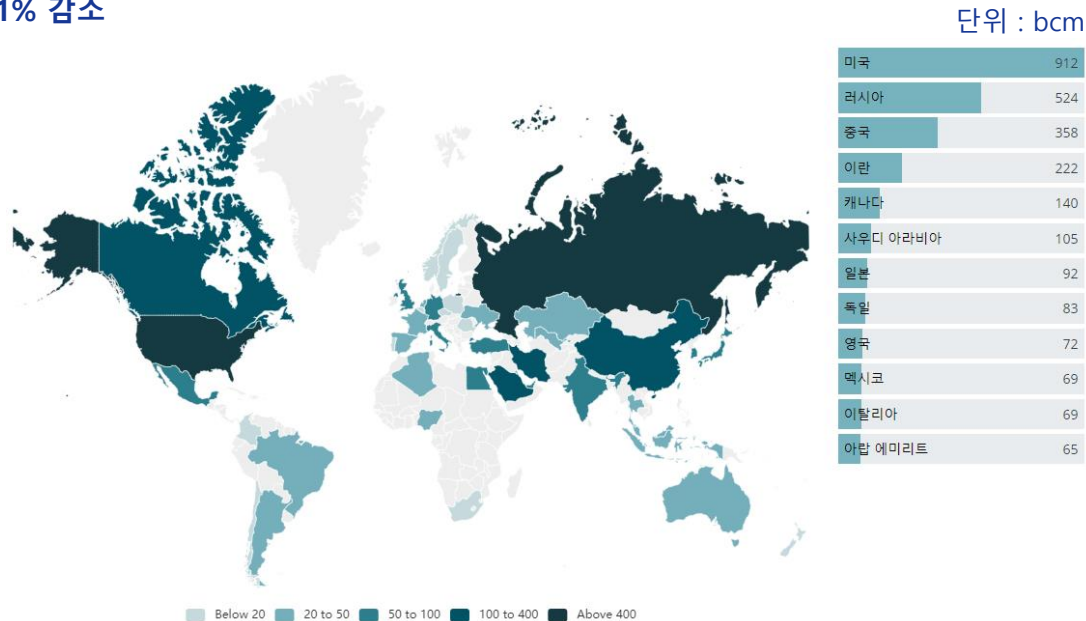 1% 감소
단위 : bcm
미국 912
러시아 524
중국 358
이란 222
캐나다 140
사우디 아라비아 105
일본 92
독일 83
영국 72
멕시코 69
이탈리아 69
아랍 에미리트 65
Below 20 20 to 50 50 to 100 100 to 400 Above 400